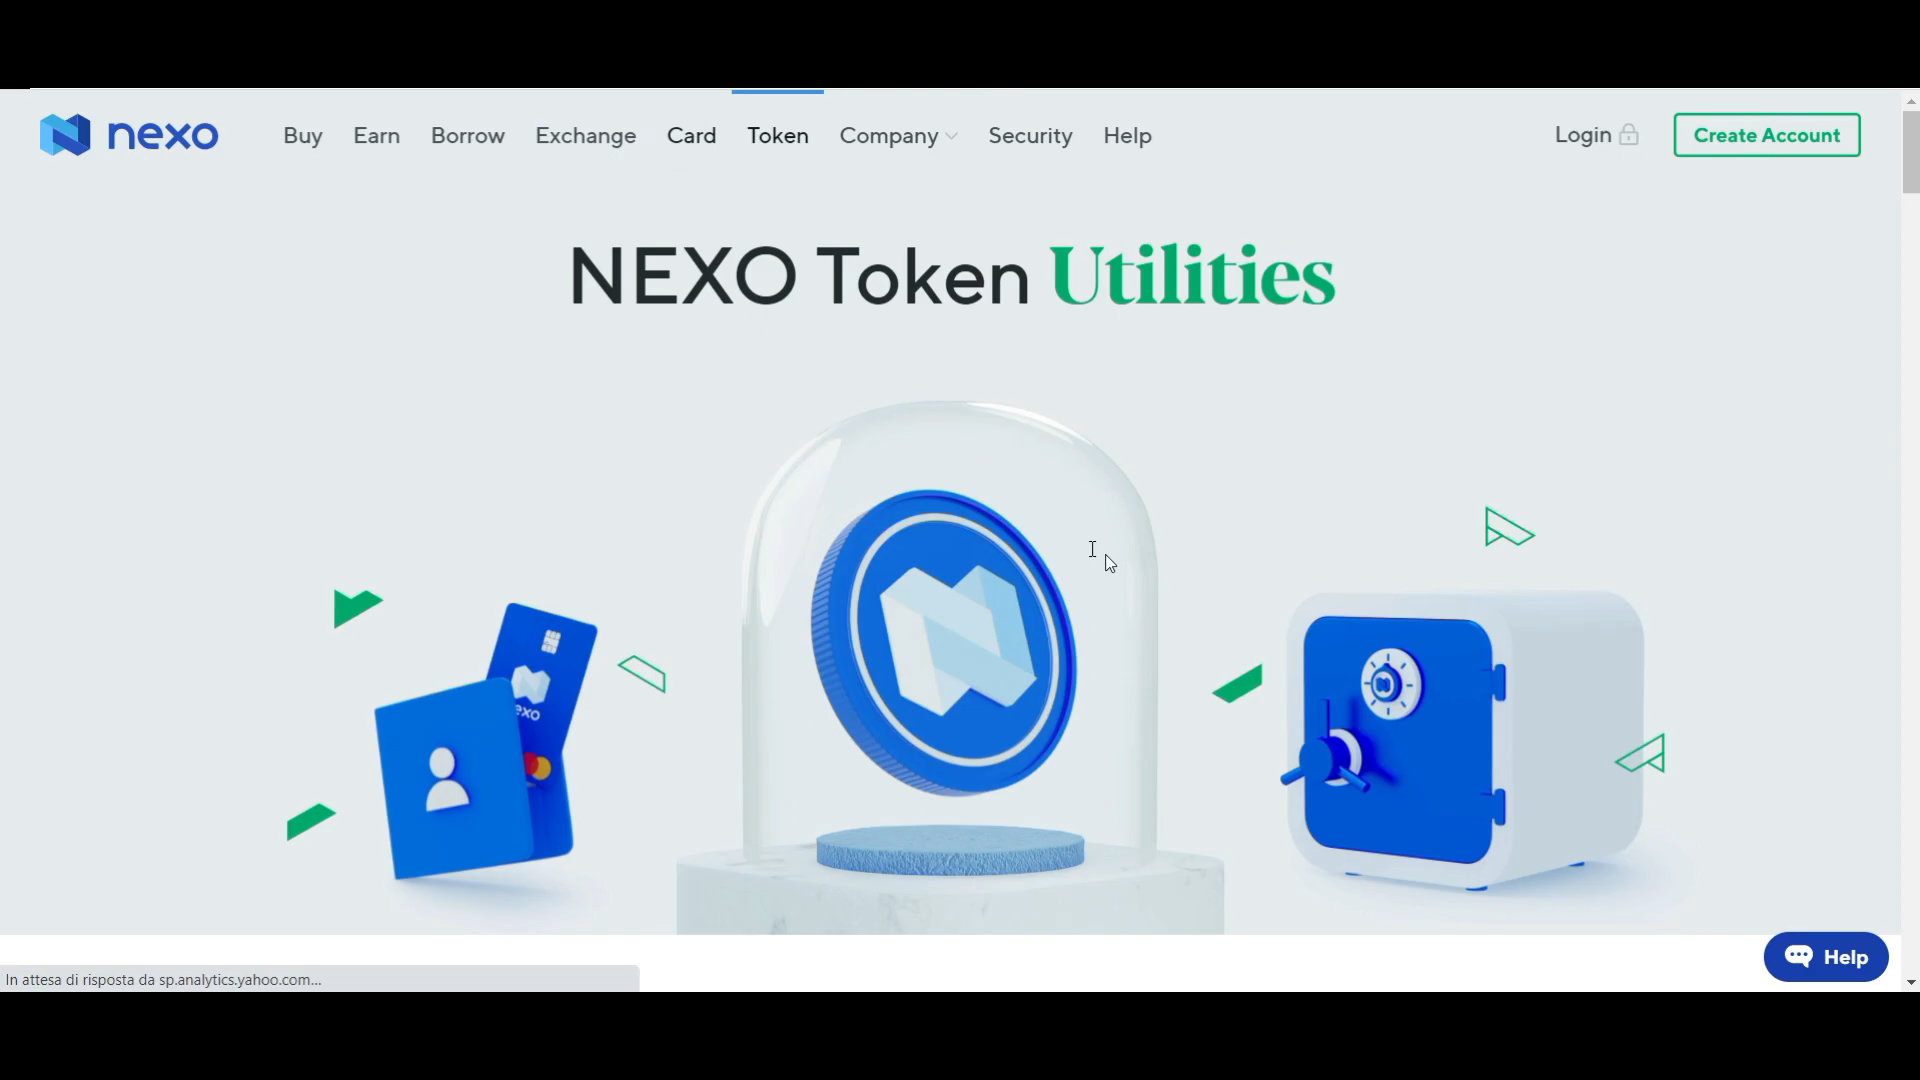 nexo Buy Earn Borrow Exchange Card Token Company Security Help Login Create Account
NEXO Token Utilities
nexo
Help
In attesa di risposta da sp.analytics.yahoo.com...